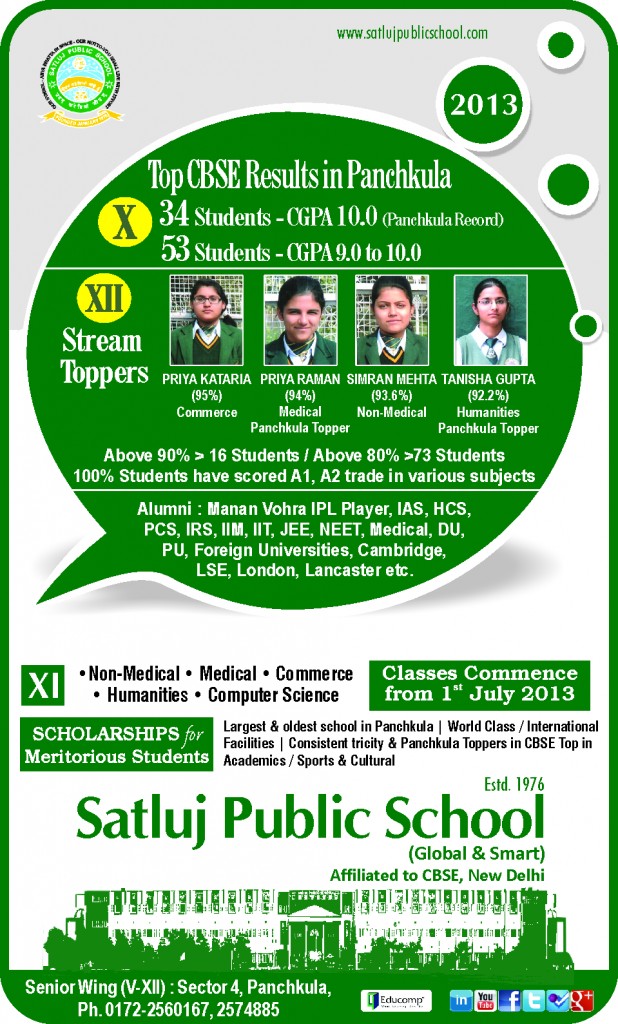 www.satlujpublicschool.com
SATLUJ PUBLIC SCHOOL
2013
Top CBSE Results in Panchkula
X
34 Students - CGPA 10.0 (Panchkula Record)
53 Students - CGPA 9.0 to 10.0
XII
Stream
Toppers
PRIYA KATARIA PRIYA RAMAN SIMRAN MEHTA TANISHA GUPTA
(95%) (94%) (93.6%) (92.2%)
Commerce Medical Non-Medical Humanities
Panchkula Topper Panchkula Topper
Above 90% > 16 Students / Above 80% >73 Students
100% Students have scored A1, A2 trade in various subjects
Alumni : Manan Vohra IPL Player, IAS, HCS,
PCS, IRS, IIM, IIT, JEE, NEET, Medical, DU,
PU, Foreign Universities, Cambridge,
LSE, London, Lancaster etc.
XI
• Non-Medical • Medical • Commerce
• Humanities • Computer Science
Classes Commence
from 1st July 2013
SCHOLARSHIPS for
Meritorious Students
Largest & oldest school in Panchkula | World Class / International
Facilities | Consistent tricity & Panchkula Toppers in CBSE Top in
Academics / Sports & Cultural
Estd. 1976
Satluj Public School
(Global & Smart)
Affiliated to CBSE, New Delhi
Senior Wing (V-XII) : Sector 4, Panchkula,
Ph. 0172-2560167, 2574885
Educomp
in You Tube f t g+